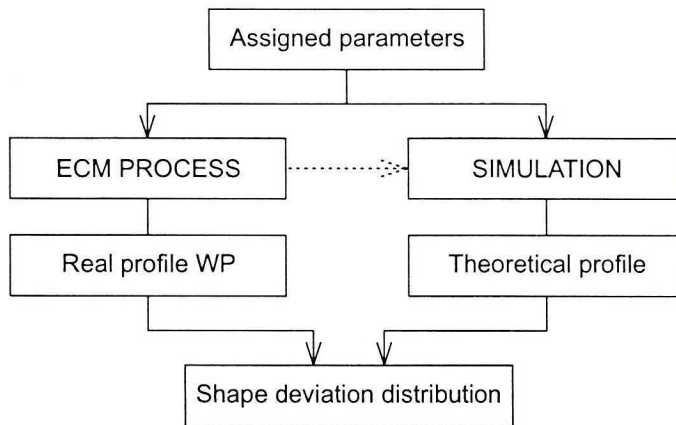 Assigned parameters
ECM PROCESS
SIMULATION
Real profile WP
Theoretical profile
Shape deviation distribution